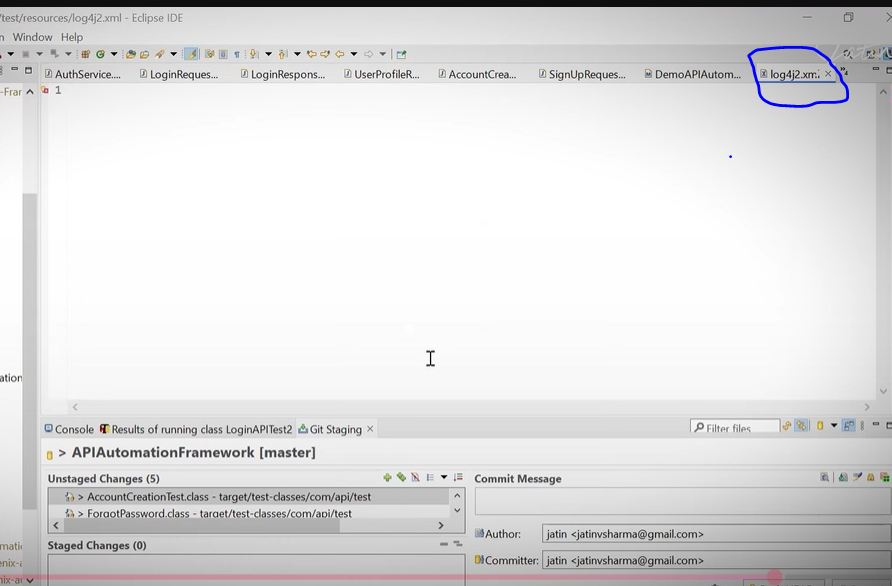 /test/resources/log4j2.xml - Eclipse IDE
Window Help
AuthService.... LoginReques... LoginRespons... UserProfileR... AccountCrea... SignUpReques... DemoAPIAutom... log4j2.xm
-Frar
1
ation
Console Results of running class LoginAPITest2 Git Staging
Filter files
> APIAutomationFramework [master]
Unstaged Changes (5)
Commit Message
> AccountCreationTest.class - target/test-classes/com/api/test
> ForgotPassword.class - target/test-classes/com/api/test
Author: jatin <jatinvsharma@gmail.com>
Staged Changes (0)
Committer: jatin <jatinvsharma@gmail.com>